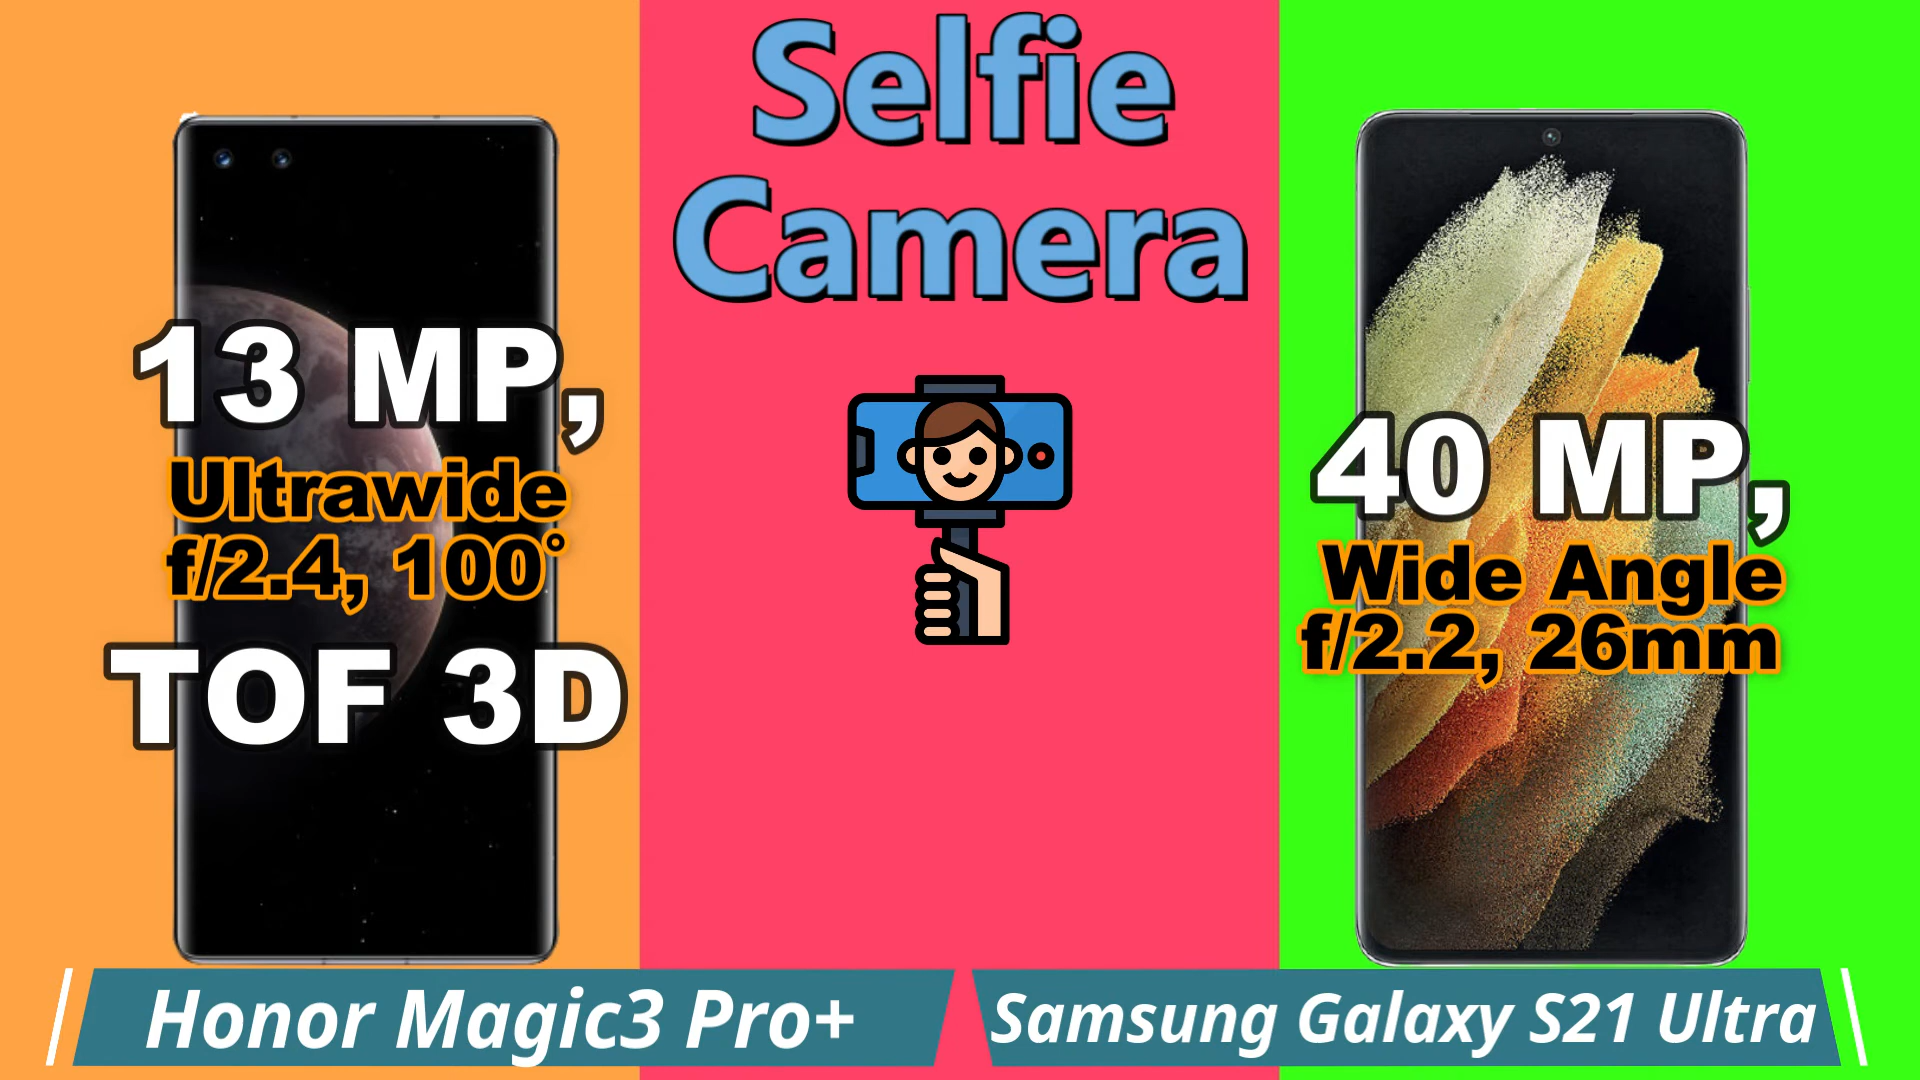 Selfie
Camera
13 MP,
Ultrawide
f/2.4, 100°
TOF 3D
40 MP,
Wide Angle
f/2.2, 26mm
Honor Magic3 Pro+
Samsung Galaxy S21 Ultra